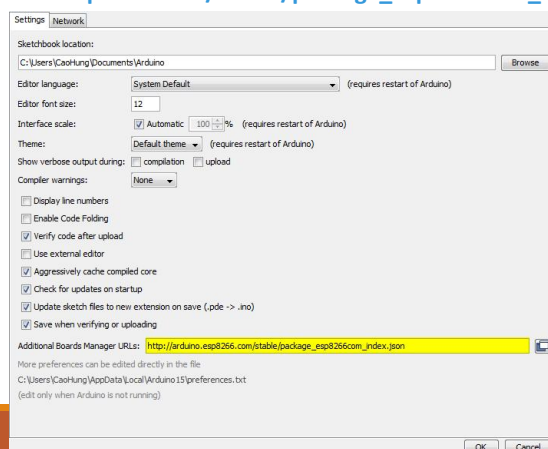 Settings Network
Sketchbook location:
C:\Users\CaoHung\Documents\Arduino Browse
Editor language: System Default (requires restart of Arduino)
Editor font size: 12
Interface scale: Automatic 100 % (requires restart of Arduino)
Theme: Default theme (requires restart of Arduino)
Show verbose output during: compilation upload
Compiler warnings: None
Display line numbers
Enable Code Folding
Verify code after upload
Use external editor
Aggressively cache compiled core
Check for updates on startup
Update sketch files to new extension on save (.pde -> .ino)
Save when verifying or uploading
Additional Boards Manager URLs: http://arduino.esp8266.com/stable/package_esp8266com_index.json
More preferences can be edited directly in the file
C:\Users\CaoHung\AppData\Local\Arduino15\preferences.txt
(edit only when Arduino is not running)
OK Cancel